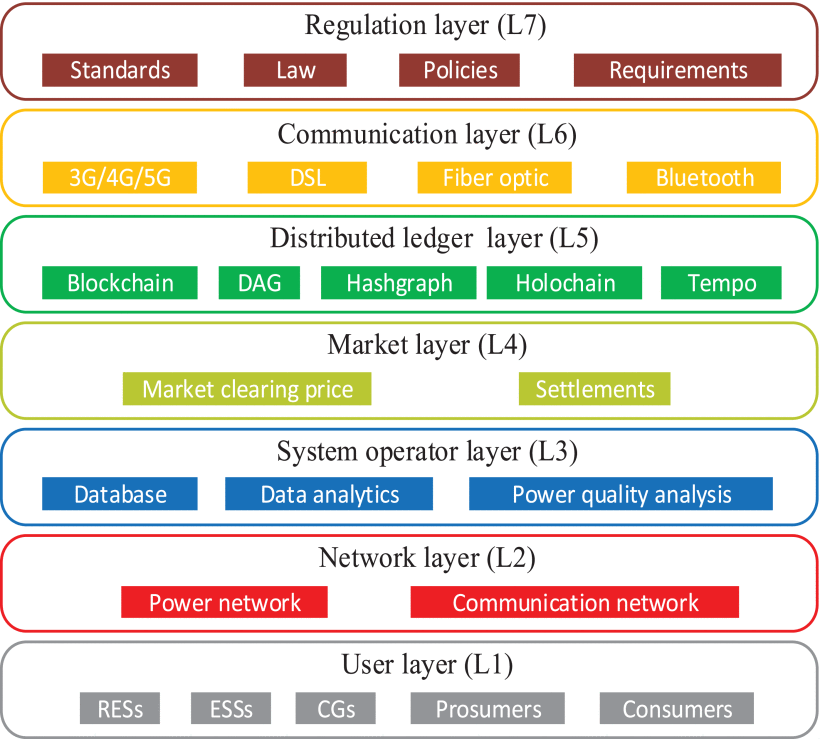 Regulation layer (L7)
Standards Law Policies Requirements
Communication layer (L6)
3G/4G/5G DSL Fiber optic Bluetooth
Distributed ledger layer (L5)
Blockchain DAG Hashgraph Holochain Tempo
Market layer (L4)
Market clearing price Settlements
System operator layer (L3)
Database Data analytics Power quality analysis
Network layer (L2)
Power network Communication network
User layer (L1)
RESs ESSs CGs Prosumers Consumers